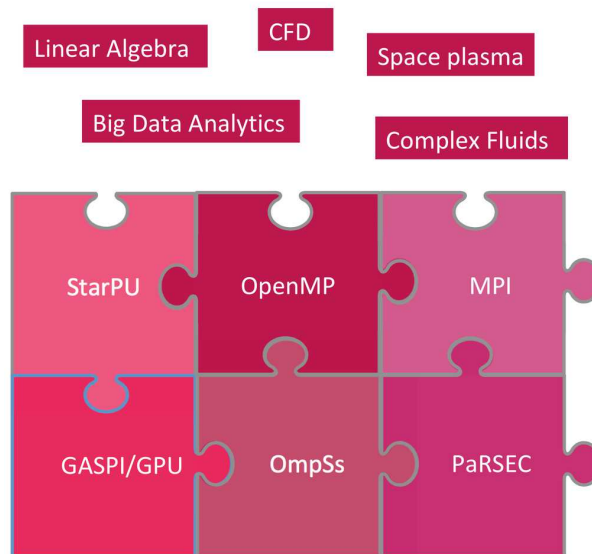 CFD
Linear Algebra
Space plasma
Big Data Analytics
Complex Fluids
StarPU
OpenMP
MPI
GASPI/GPU
OmpSs
PaRSEC